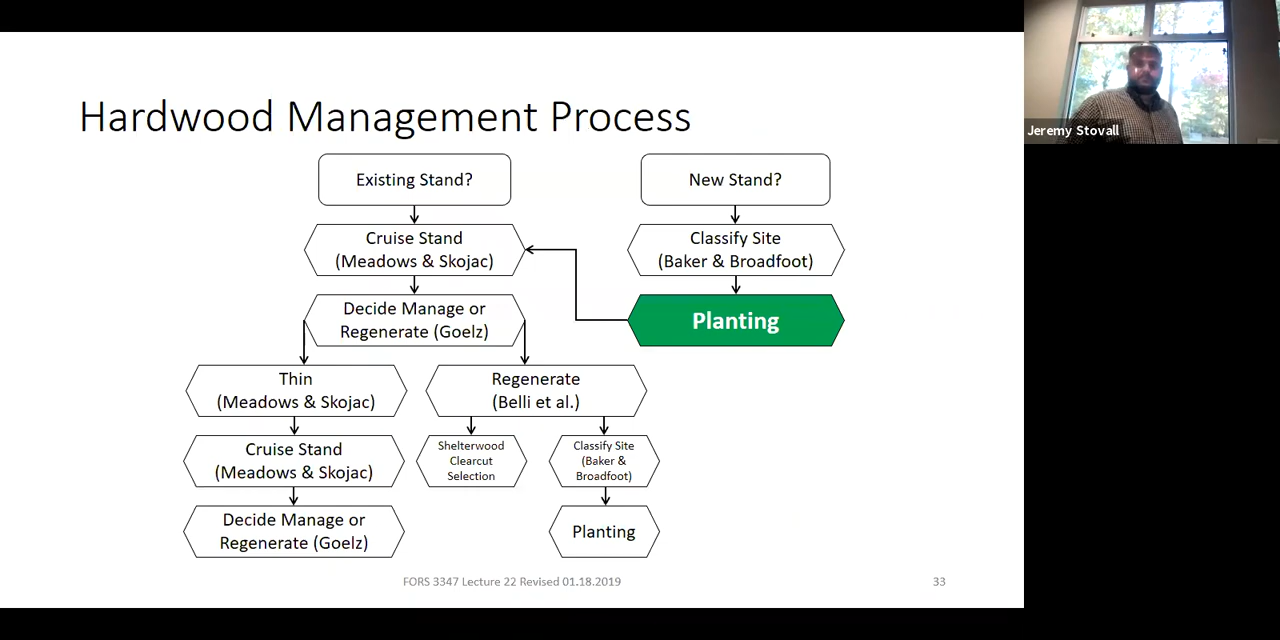 Hardwood Management Process
Existing Stand?
New Stand?
Cruise Stand
(Meadows & Skojac)
Classify Site
(Baker & Broadfoot)
Decide Manage or
Regenerate (Goelz)
Planting
Thin
(Meadows & Skojac)
Regenerate
(Belli et al.)
Cruise Stand
(Meadows & Skojac)
Shelterwood
Clearcut
Selection
Classify Site
(Baker &
Broadfoot)
Decide Manage or
Regenerate (Goelz)
Planting
FORS 3347 Lecture 22 Revised 01.18.2019
33
Jeremy Stovall